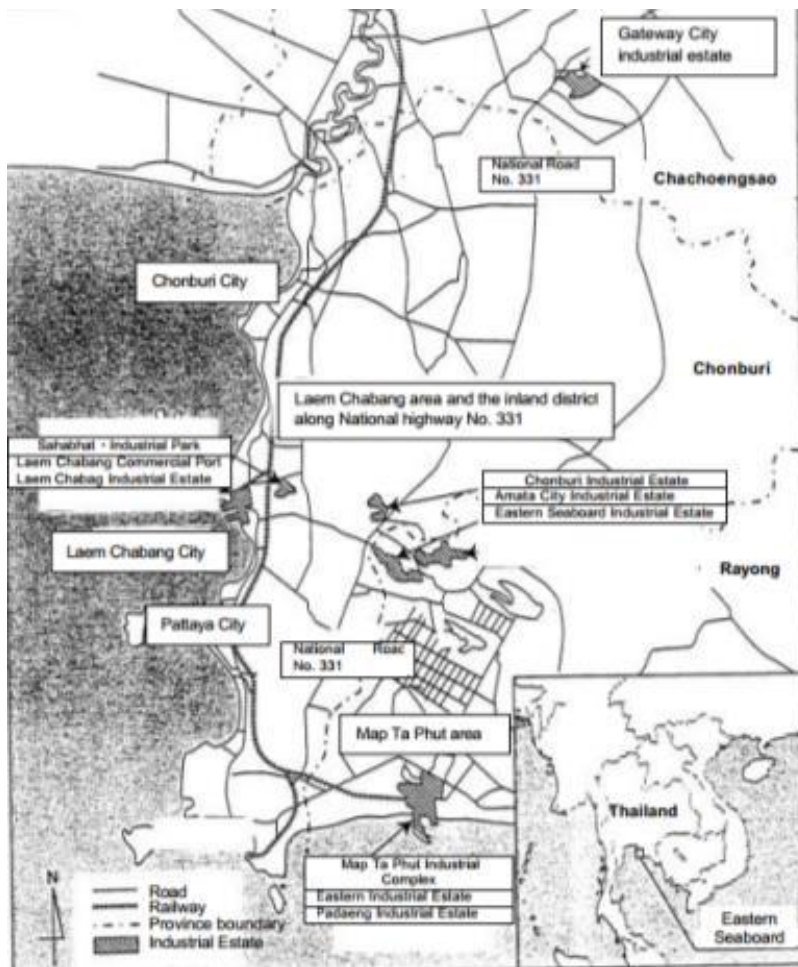 Gateway City
industrial estate
National Road
No. 331
Chachoengsao
Chonburi City
Chonburi
Laem Chabang area and the inland district
along National highway No. 331
Sahabhat ・ Industrial Park
Laem Chabang Commercial Port
Laem Chabag Industrial Estate
Chonburi Industrial Estate
Amata City Industrial Estate
Eastern Seaboard Industrial Estate
Laem Chabang City
Rayong
Pattaya City
National Road
No. 331
Map Ta Phut area
Thailand
Map Ta Phut Industrial
Complex
Eastern Industrial Estate
Padaeng Industrial Estate
Eastern
Seaboard
N
Road
Railway
Province boundary
Industrial Estate